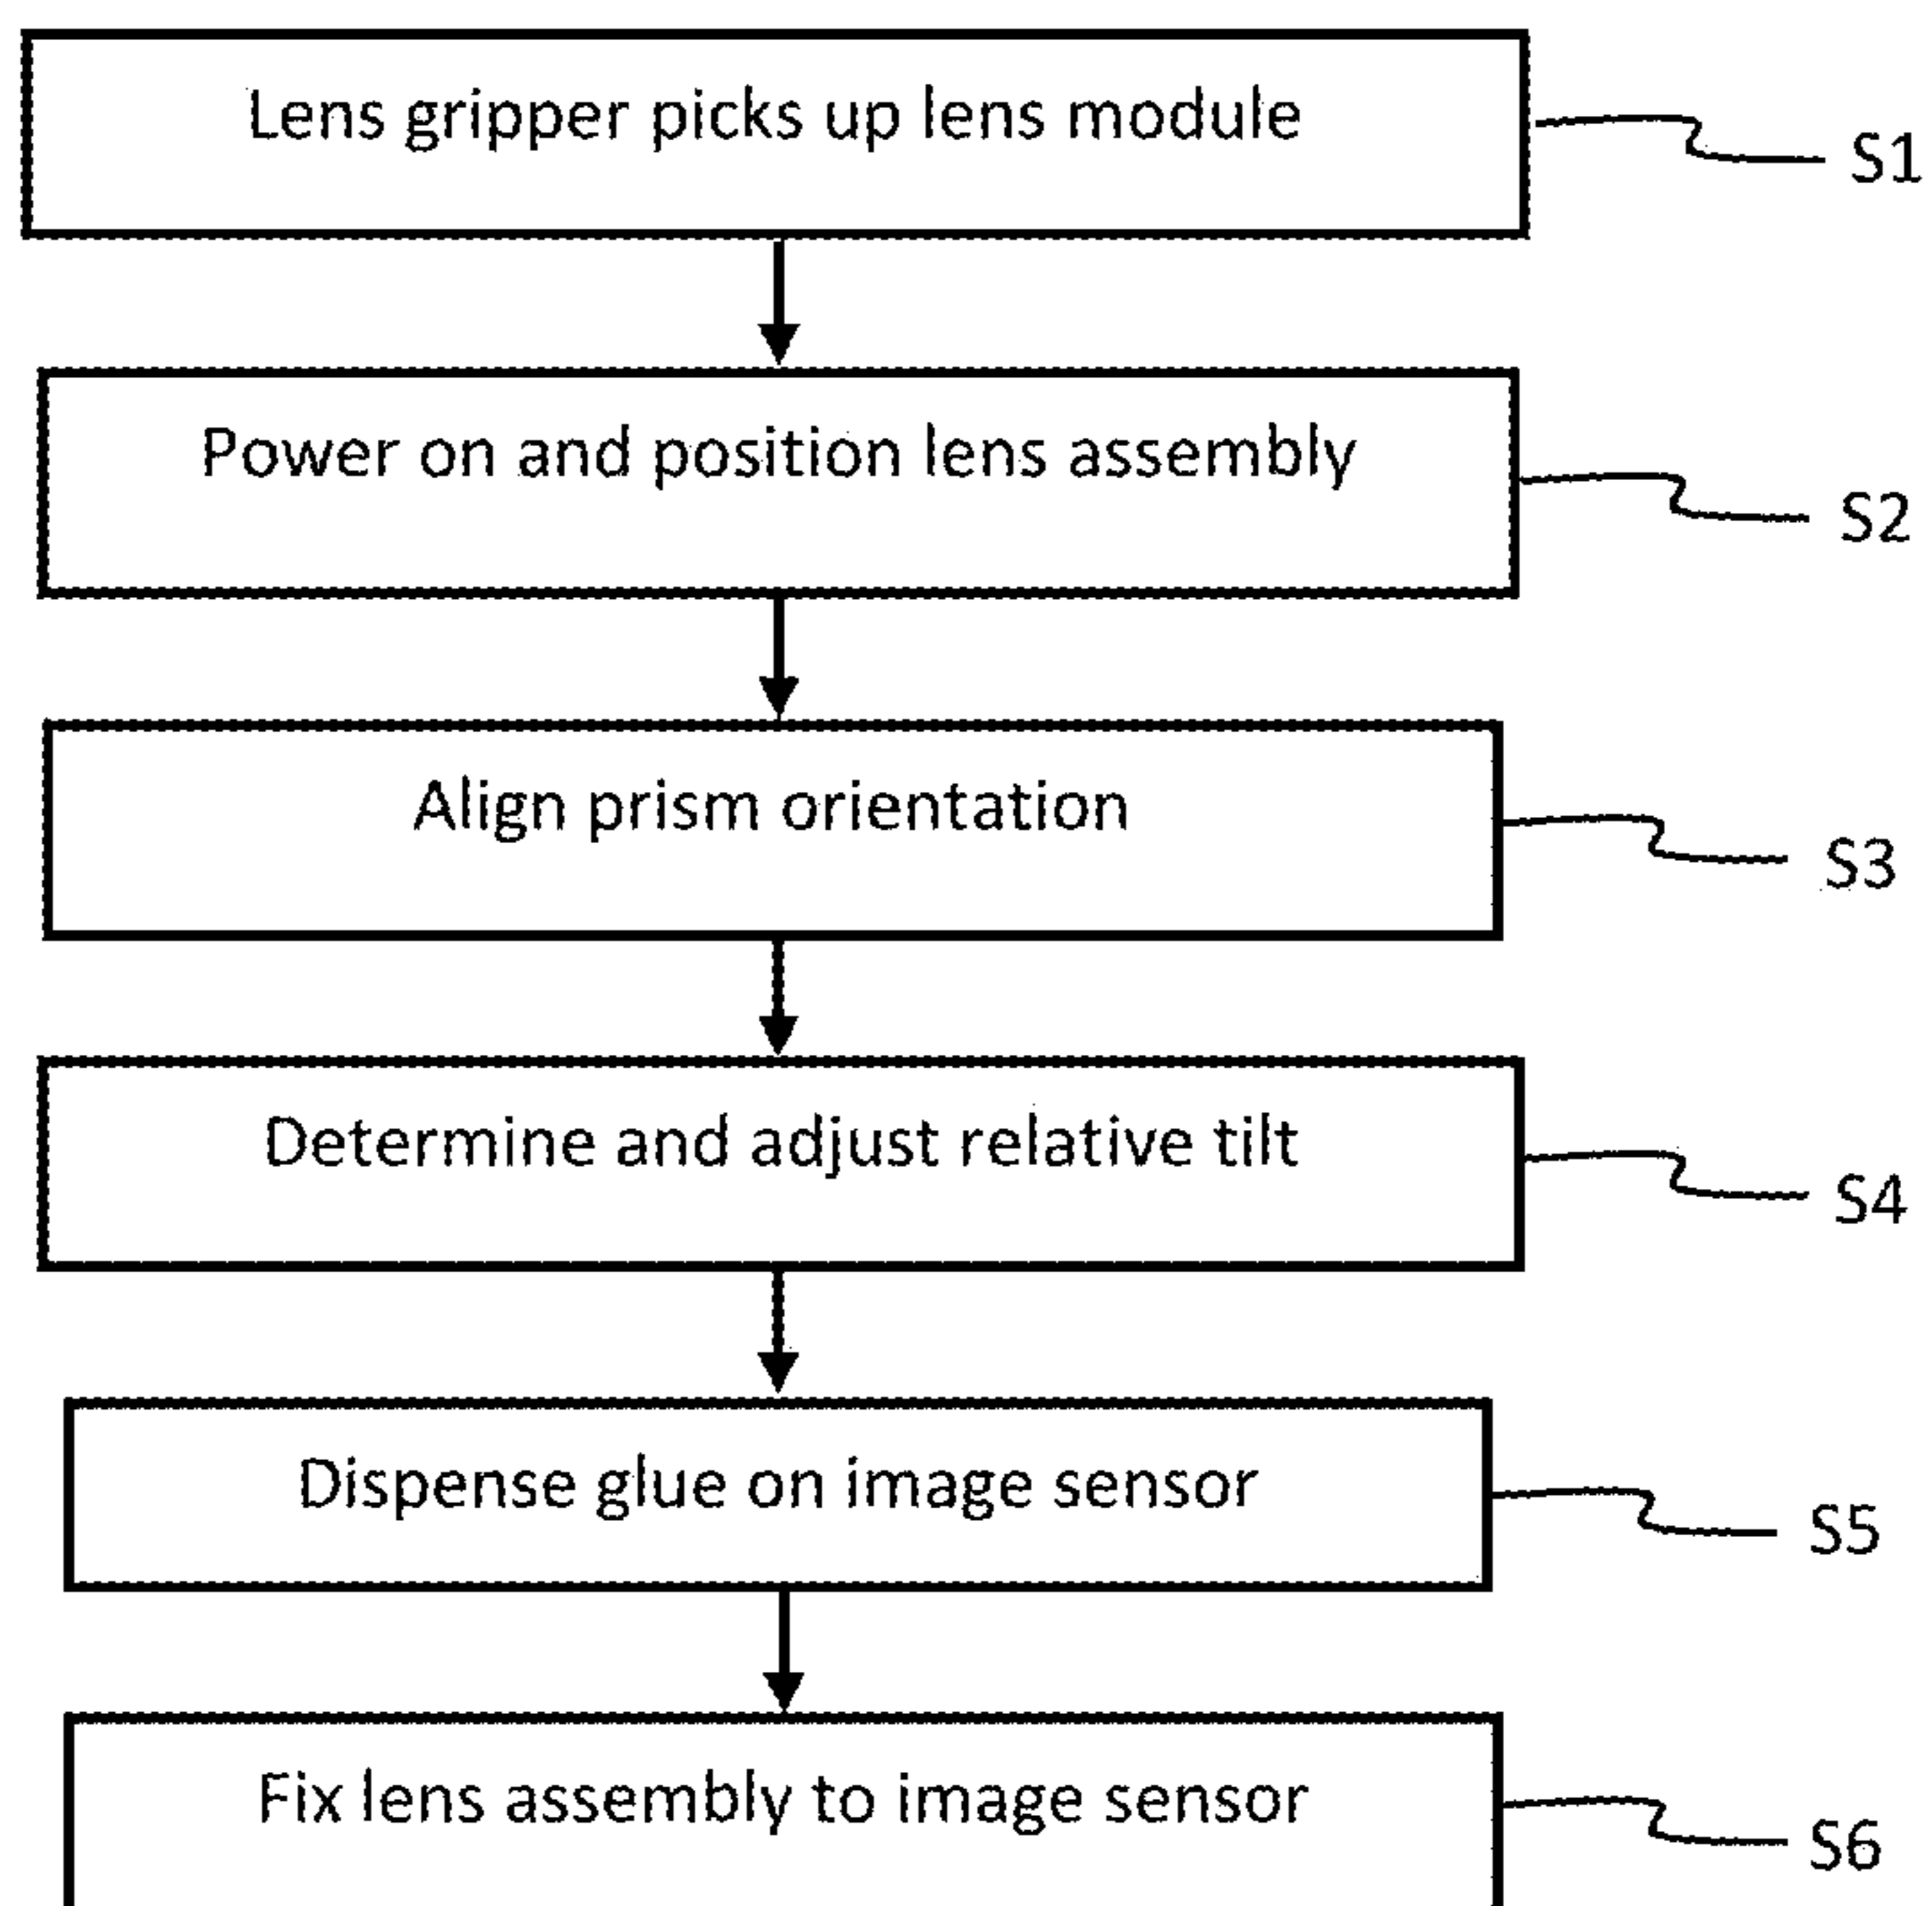 Lens gripper picks up lens module
S1
Power on and position lens assembly
S2
Align prism orientation
S3
Determine and adjust relative tilt
S4
Dispense glue on image sensor
S5
Fix lens assembly to image sensor
S6